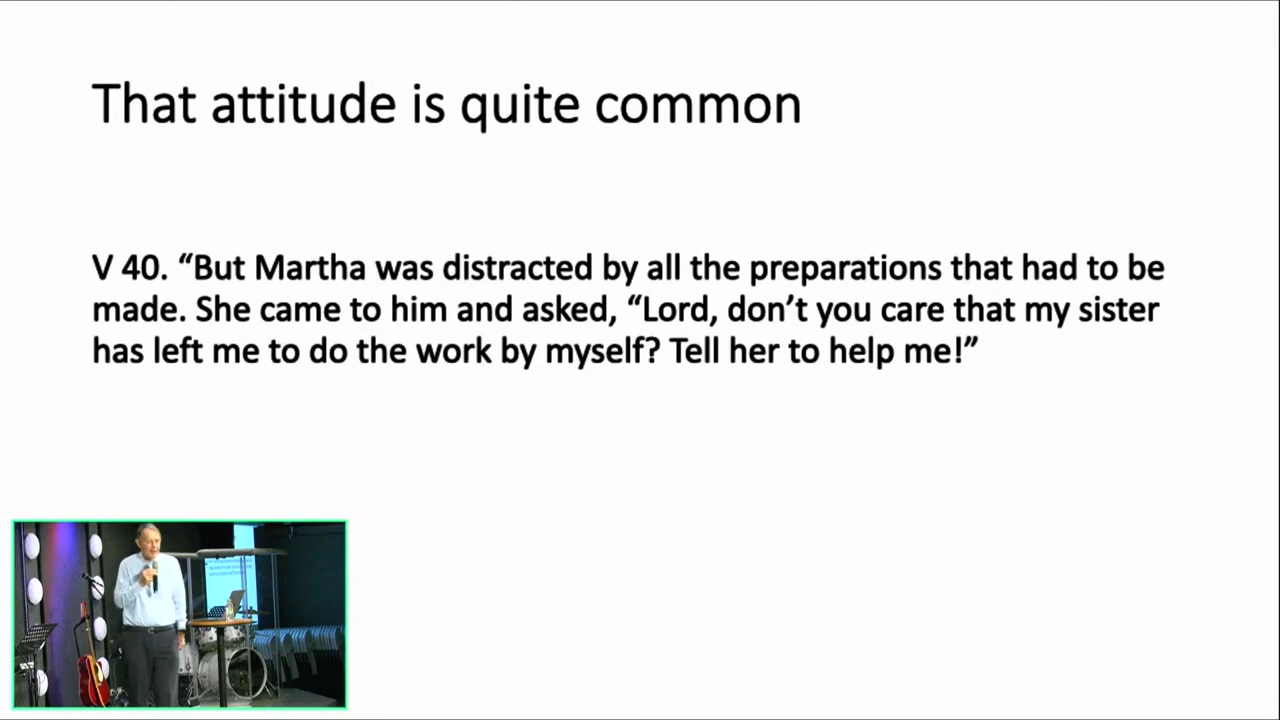 That attitude is quite common
V 40. “But Martha was distracted by all the preparations that had to be
made. She came to him and asked, “Lord, don’t you care that my sister
has left me to do the work by myself? Tell her to help me!”